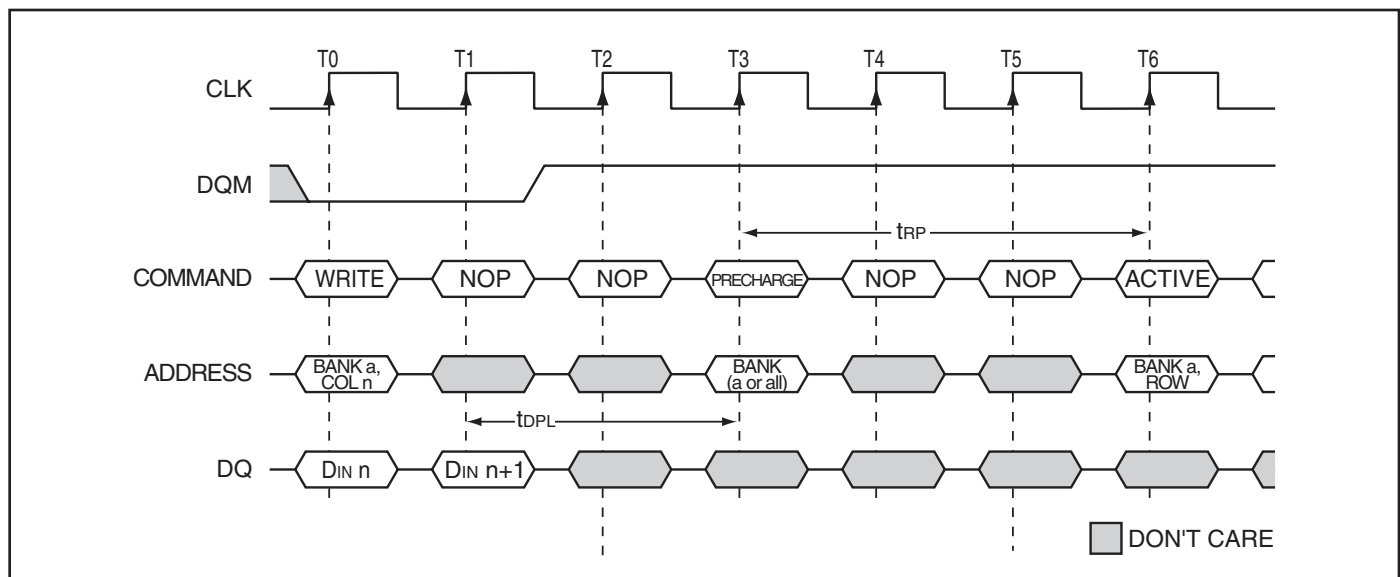 T0 T1 T2 T3 T4 T5 T6
CLK
DQM
tRP
COMMAND WRITE NOP NOP PRECHARGE NOP NOP ACTIVE
ADDRESS
BANK a,
COL n
BANK
(a or all)
BANK a,
ROW
tDPL
DQ DIN n DIN n+1
DON'T CARE